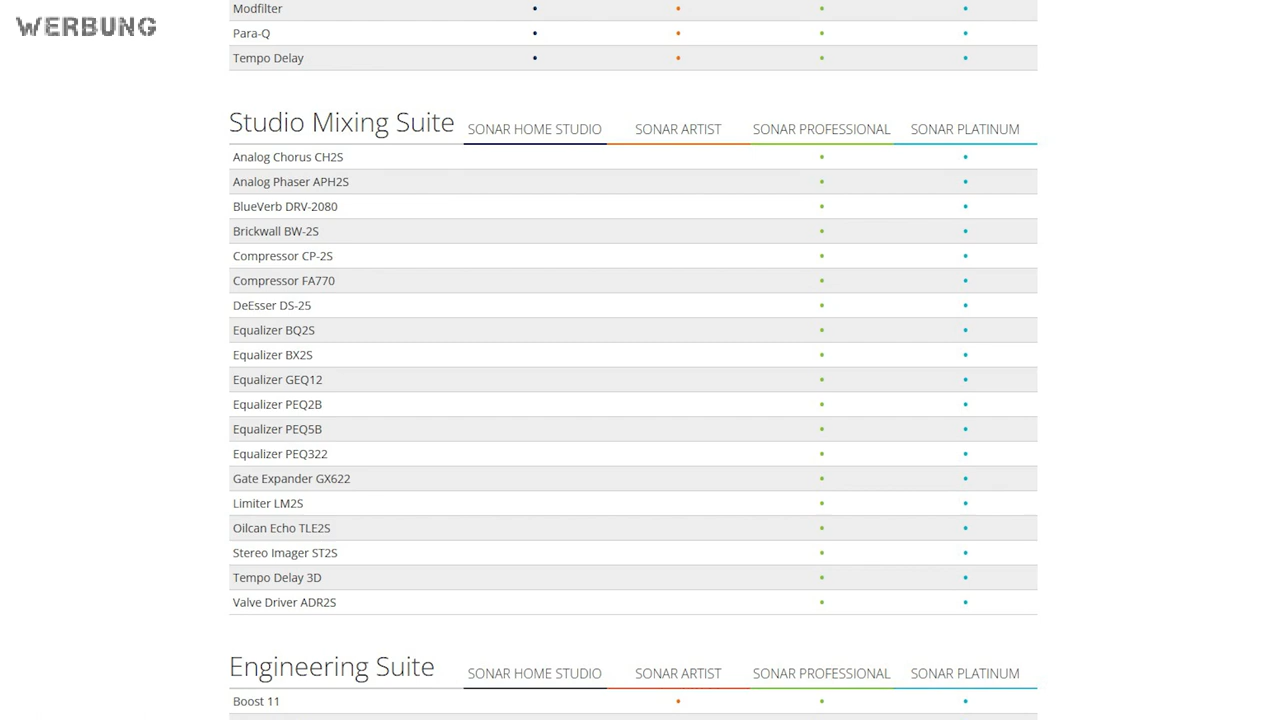 WERBUNG
Modfilter • • • •
Para-Q • • • •
Tempo Delay • • • •
Studio Mixing Suite SONAR HOME STUDIO SONAR ARTIST SONAR PROFESSIONAL SONAR PLATINUM
Analog Chorus CH2S • •
Analog Phaser APH2S • •
BlueVerb DRV-2080 • •
Brickwall BW-2S • •
Compressor CP-2S • •
Compressor FA770 • •
DeEsser DS-25 • •
Equalizer BQ2S • •
Equalizer BX2S • •
Equalizer GEQ12 • •
Equalizer PEQ2B • •
Equalizer PEQ5B • •
Equalizer PEQ322 • •
Gate Expander GX622 • •
Limiter LM2S • •
Oilcan Echo TLE2S • •
Stereo Imager ST2S • •
Tempo Delay 3D • •
Valve Driver ADR2S • •
Engineering Suite SONAR HOME STUDIO SONAR ARTIST SONAR PROFESSIONAL SONAR PLATINUM
Boost 11 • • •